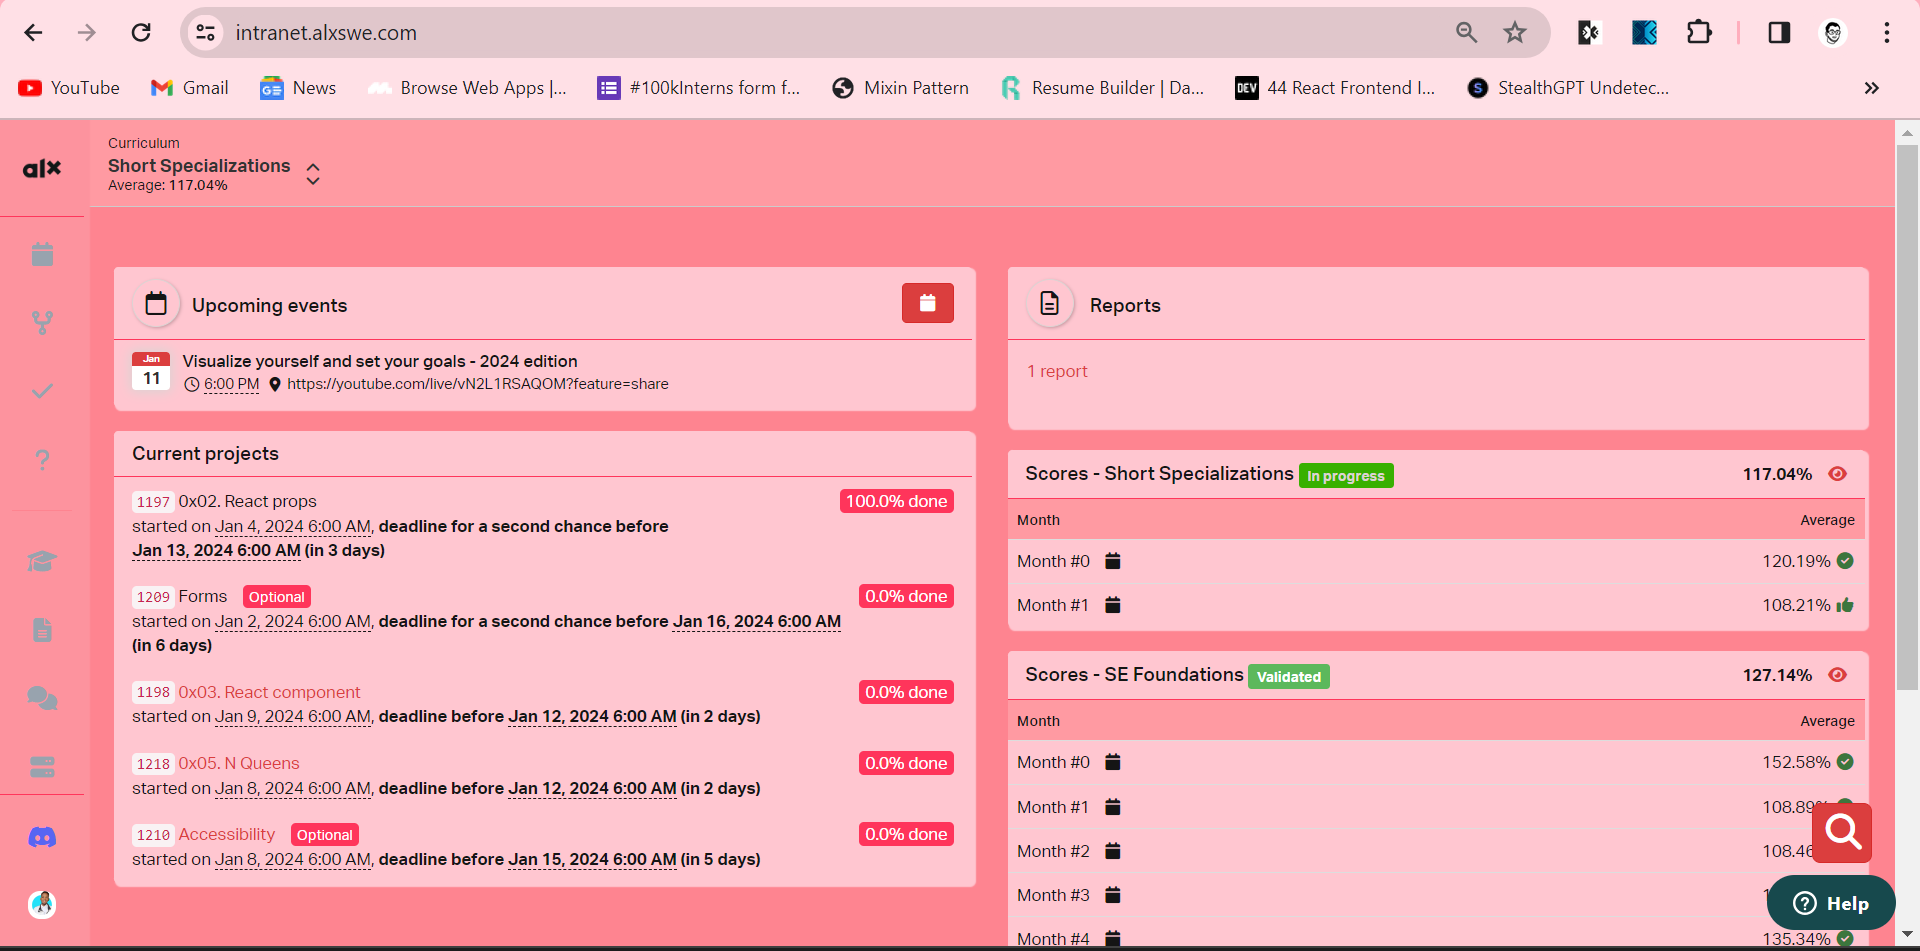 intranet.alxswe.com
YouTube
Gmail
News
Browse Web Apps |...
#100kInterns form f...
Mixin Pattern
Resume Builder | Da...
DEV
44 React Frontend I...
S
StealthGPT Undetec...
alx
Curriculum
Short Specializations
Average: 117.04%
Upcoming events
Jan
11
Visualize yourself and set your goals - 2024 edition
6:00 PM https://youtube.com/live/vN2L1RSAQOM?feature=share
Current projects
1197 0x02. React props 100.0% done
started on Jan 4, 2024 6:00 AM, deadline for a second chance before
Jan 13, 2024 6:00 AM (in 3 days)
1209 Forms Optional 0.0% done
started on Jan 2, 2024 6:00 AM, deadline for a second chance before Jan 16, 2024 6:00 AM
(in 6 days)
1198 0x03. React component 0.0% done
started on Jan 9, 2024 6:00 AM, deadline before Jan 12, 2024 6:00 AM (in 2 days)
1218 0x05. N Queens 0.0% done
started on Jan 8, 2024 6:00 AM, deadline before Jan 12, 2024 6:00 AM (in 2 days)
1210 Accessibility Optional 0.0% done
started on Jan 8, 2024 6:00 AM, deadline before Jan 15, 2024 6:00 AM (in 5 days)
Reports
1 report
Scores - Short Specializations In progress 117.04%
Month Average
Month #0 120.19%
Month #1 108.21%
Scores - SE Foundations Validated 127.14%
Month Average
Month #0 152.58%
Month #1 108.89%
Month #2 108.46
Month #3
Month #4 135.34%
Help